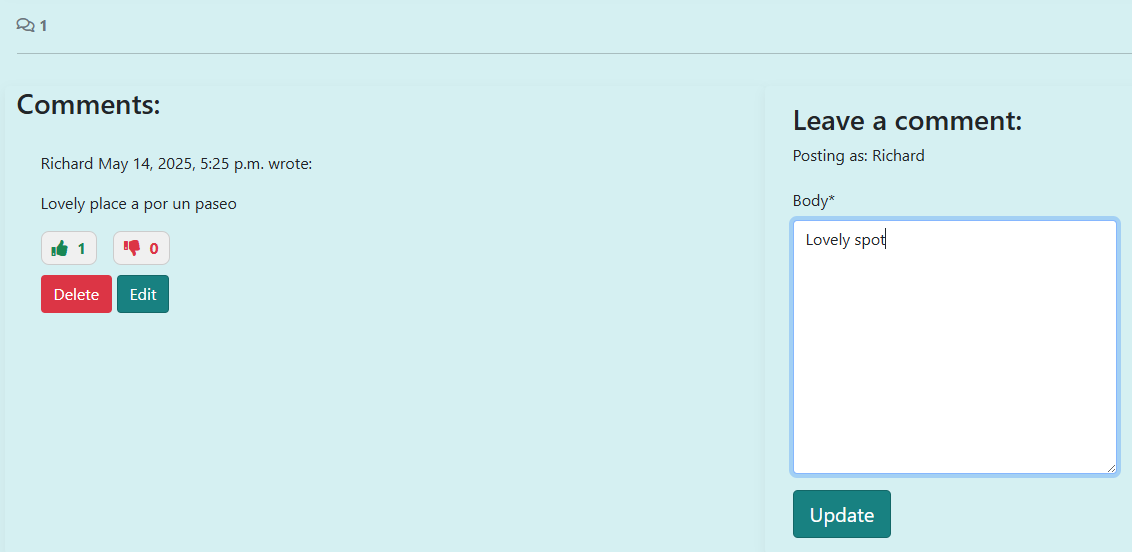 1
Comments:
Richard May 14, 2025, 5:25 p.m. wrote:
Lovely place a por un paseo
1 0
Delete Edit
Leave a comment:
Posting as: Richard
Body*
Lovely spot
Update